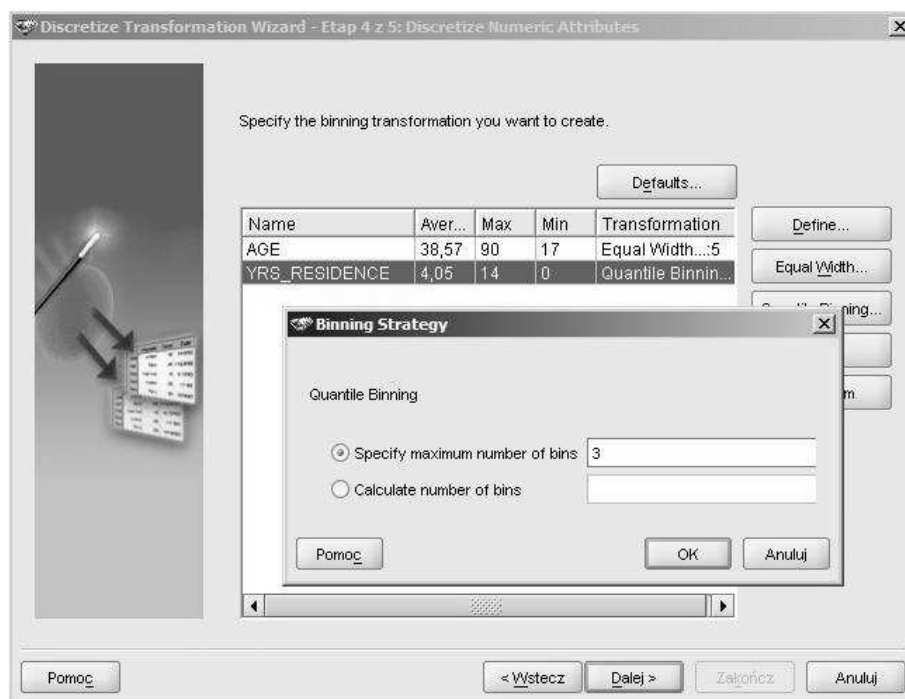 Discretize Transformation Wizard - Etap 4 z 5: Discretize Numeric Attributes
Specify the binning transformation you want to create.
Defaults...
Name Aver... Max Min Transformation
AGE 38,57 90 17 Equal Width...:5
YRS_RESIDENCE 4,05 14 0 Quantile Binnin...
Define...
Equal Width...
Binning Strategy
Quantile Binning
Specify maximum number of bins 3
Calculate number of bins
Pomoc OK Anuluj
Pomoc < Wstecz Dalej > Zakończ Anuluj